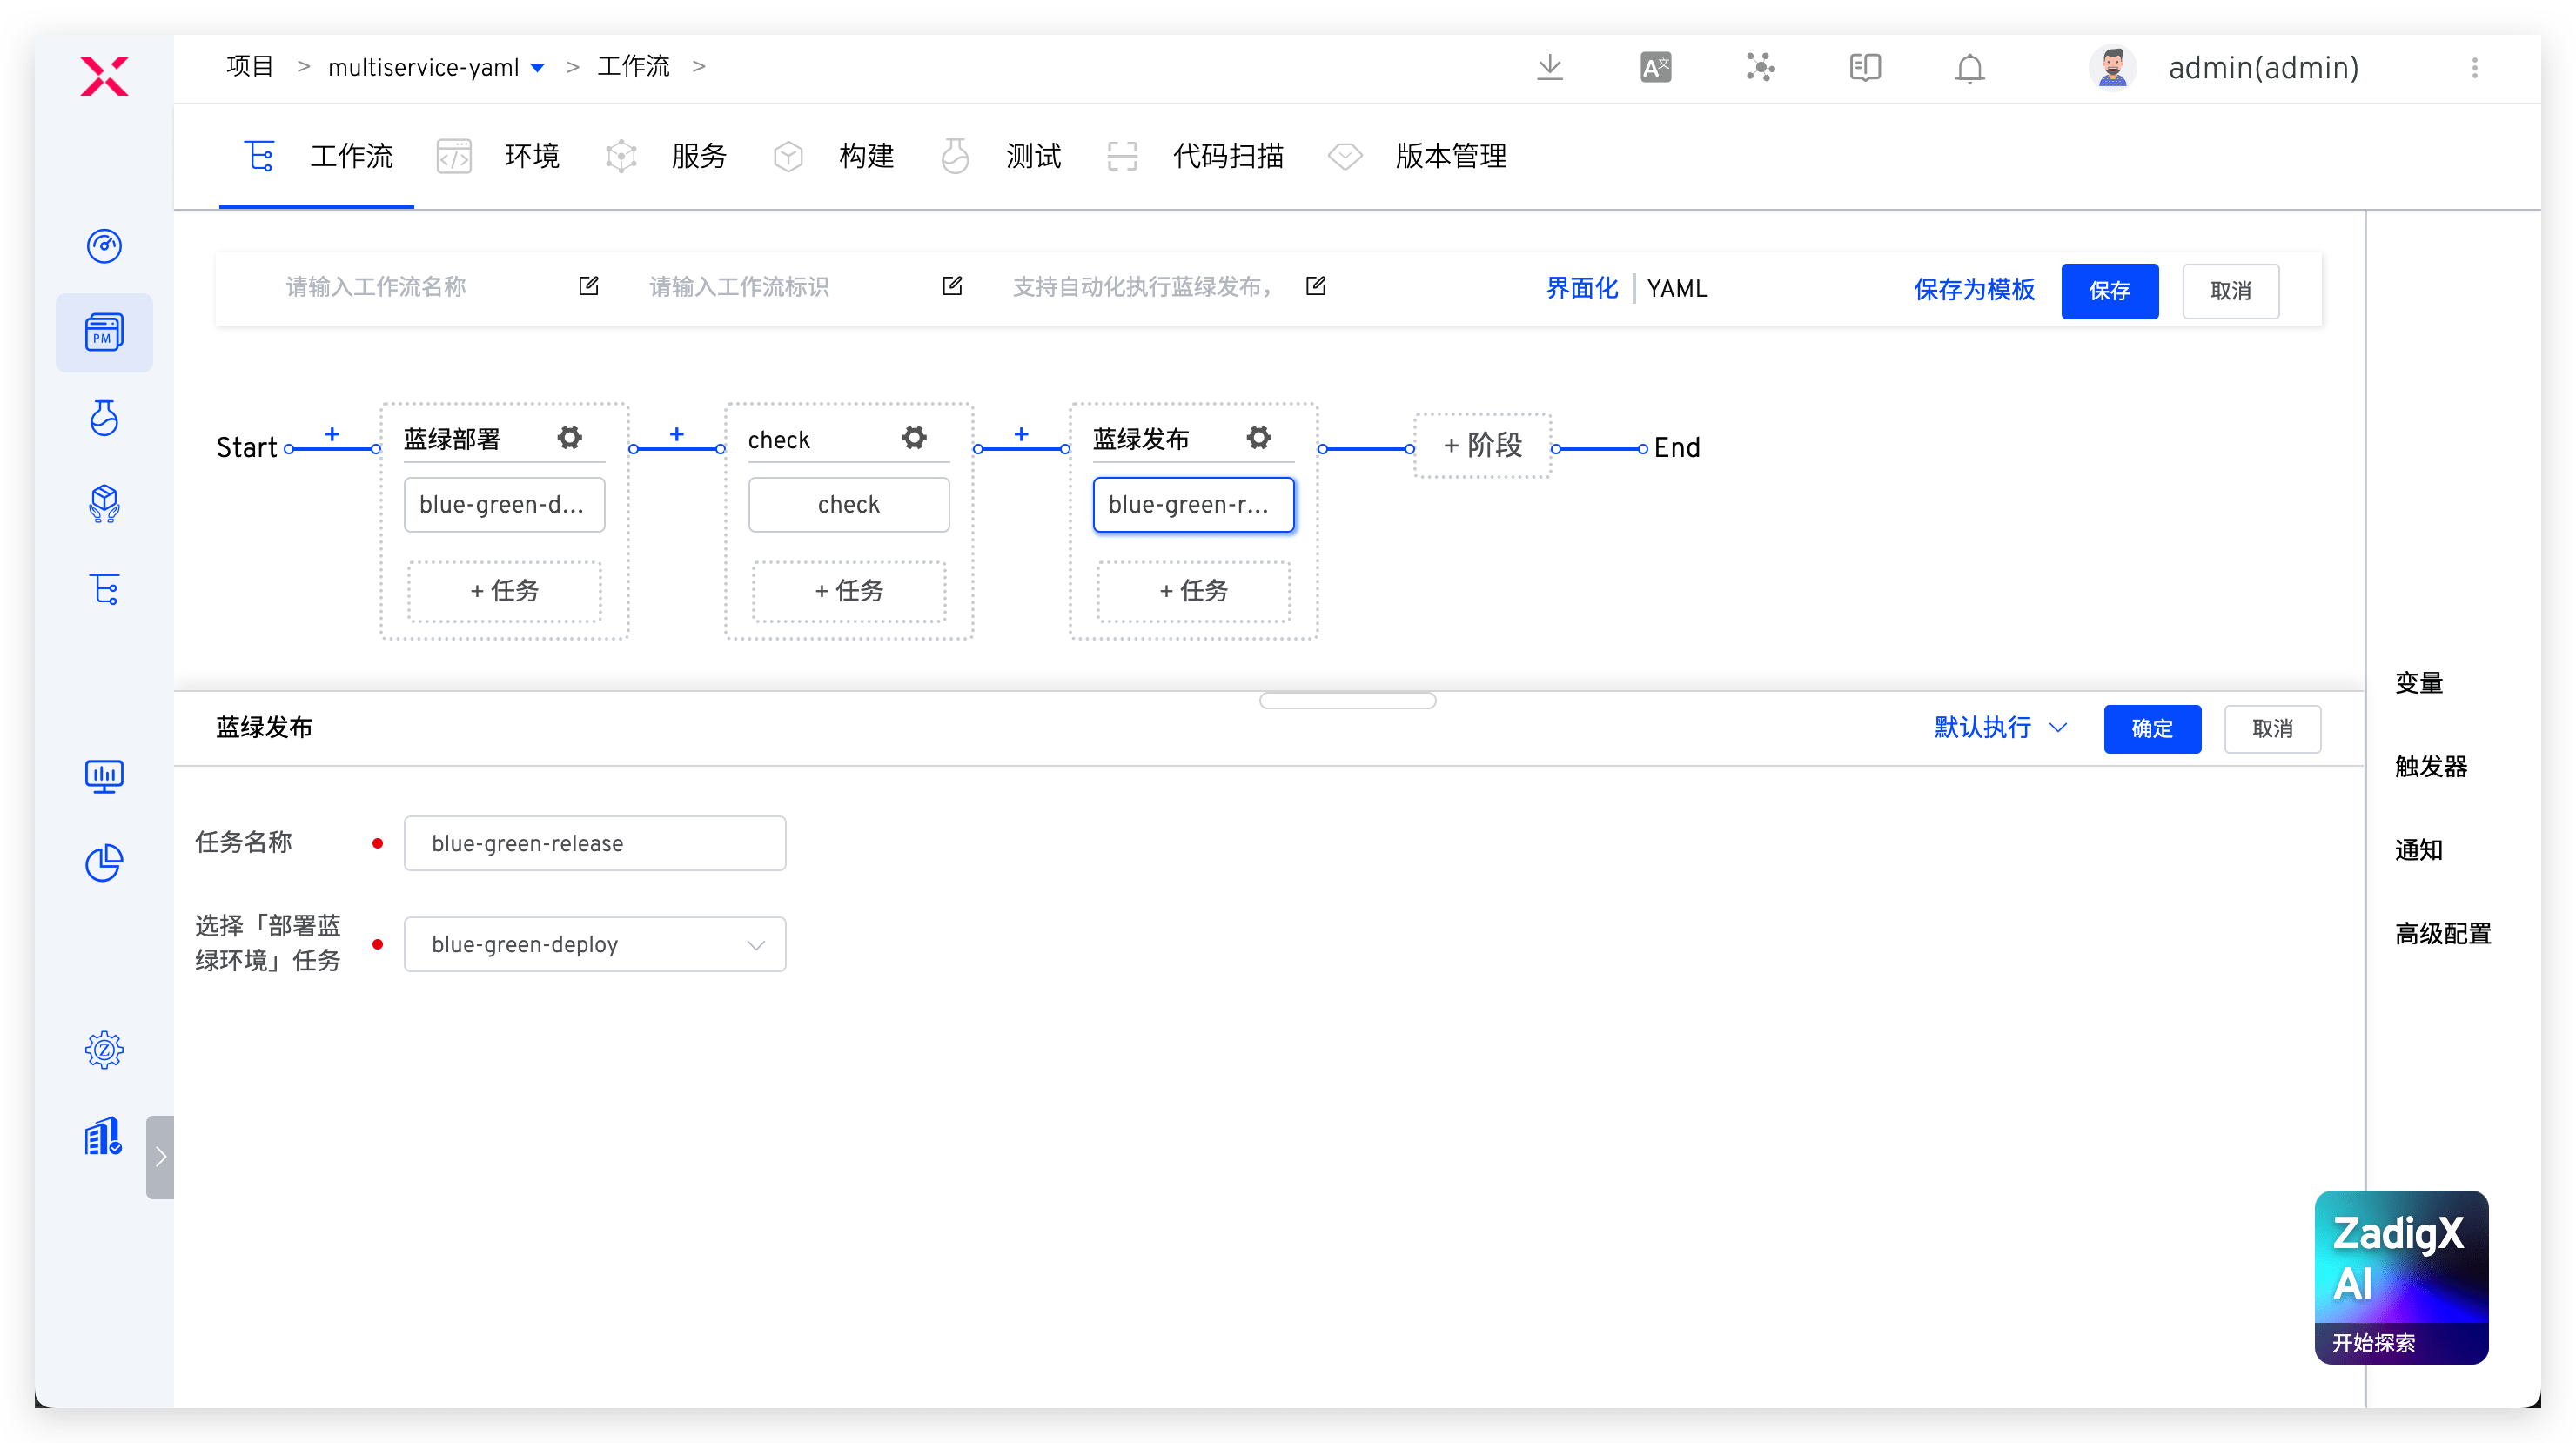 项目 > multiservice-yaml > 工作流 >
admin(admin)
工作流 环境 服务 构建 测试 代码扫描 版本管理
请输入工作流名称 请输入工作流标识 支持自动化执行蓝绿发布， 界面化 | YAML 保存为模板 保存 取消
Start + 蓝绿部署 + check + 蓝绿发布 + 阶段 End
blue-green-d... check blue-green-r...
+ 任务 + 任务 + 任务
蓝绿发布 默认执行 确定 取消
任务名称 blue-green-release
选择「部署蓝
绿环境」任务 blue-green-deploy
变量
触发器
通知
高级配置
PM
A文
Z
ZadigX
AI
开始探索